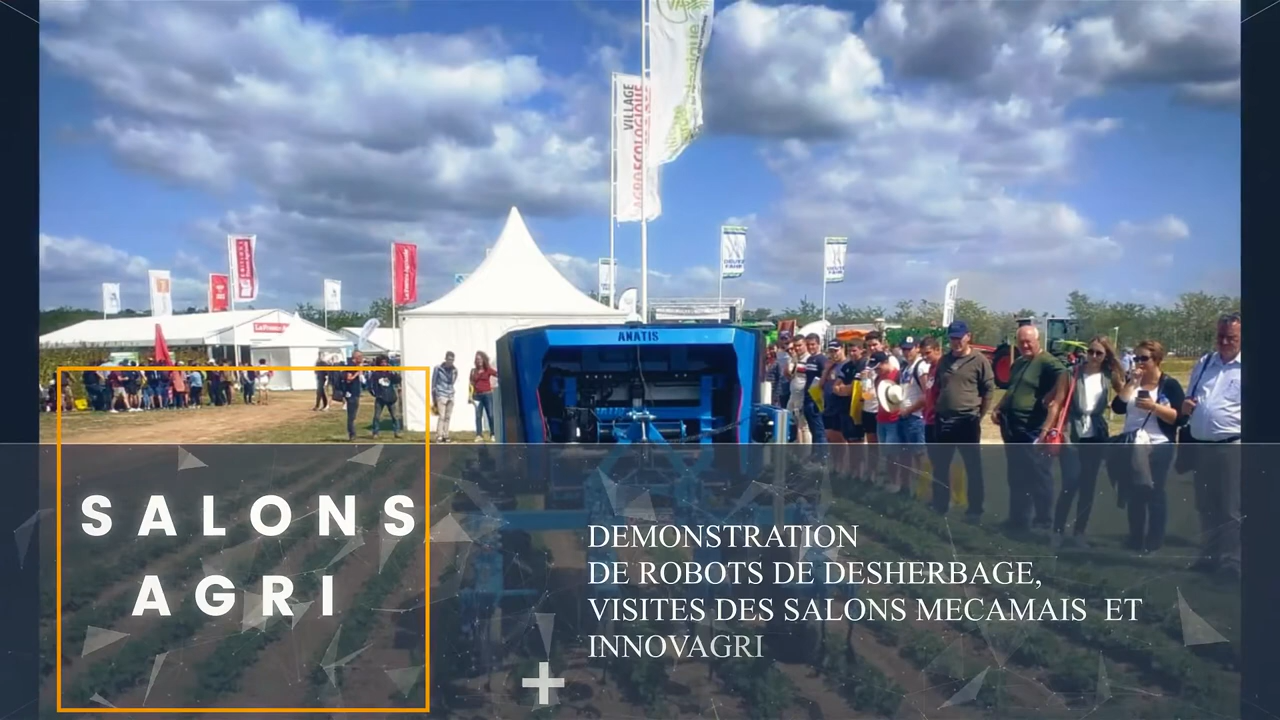 VILLAGE
AGROECOLOGIQUE
ANATIS
SALONS
AGRI
DEMONSTRATION
DE ROBOTS DE DESHERBAGE,
VISITES DES SALONS MECAMAIS  ET
INNOVAGRI